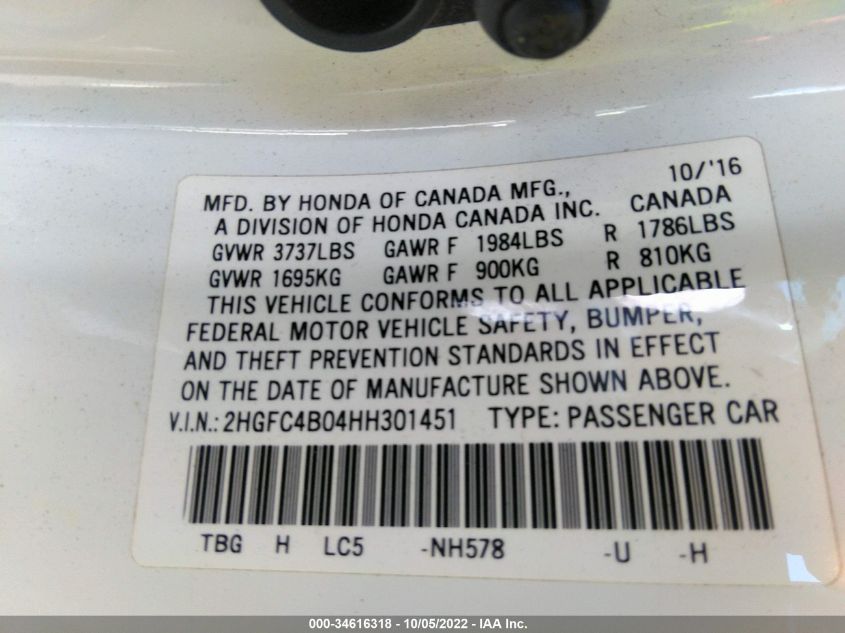 10/'16
MFD. BY HONDA OF CANADA MFG.,
A DIVISION OF HONDA CANADA INC. CANADA
GVWR 3737LBS GAWR F 1984LBS R 1786LBS
GVWR 1695KG GAWR F 900KG R 810KG
THIS VEHICLE CONFORMS TO ALL APPLICABLE
FEDERAL MOTOR VEHICLE SAFETY, BUMPER,
AND THEFT PREVENTION STANDARDS IN EFFECT
ON THE DATE OF MANUFACTURE SHOWN ABOVE.
V.I.N.: 2HGFC4B04HH301451 TYPE: PASSENGER CAR
TBG H LC5 -NH578 -U -H
000-34616318 - 10/05/2022 - IAA Inc.